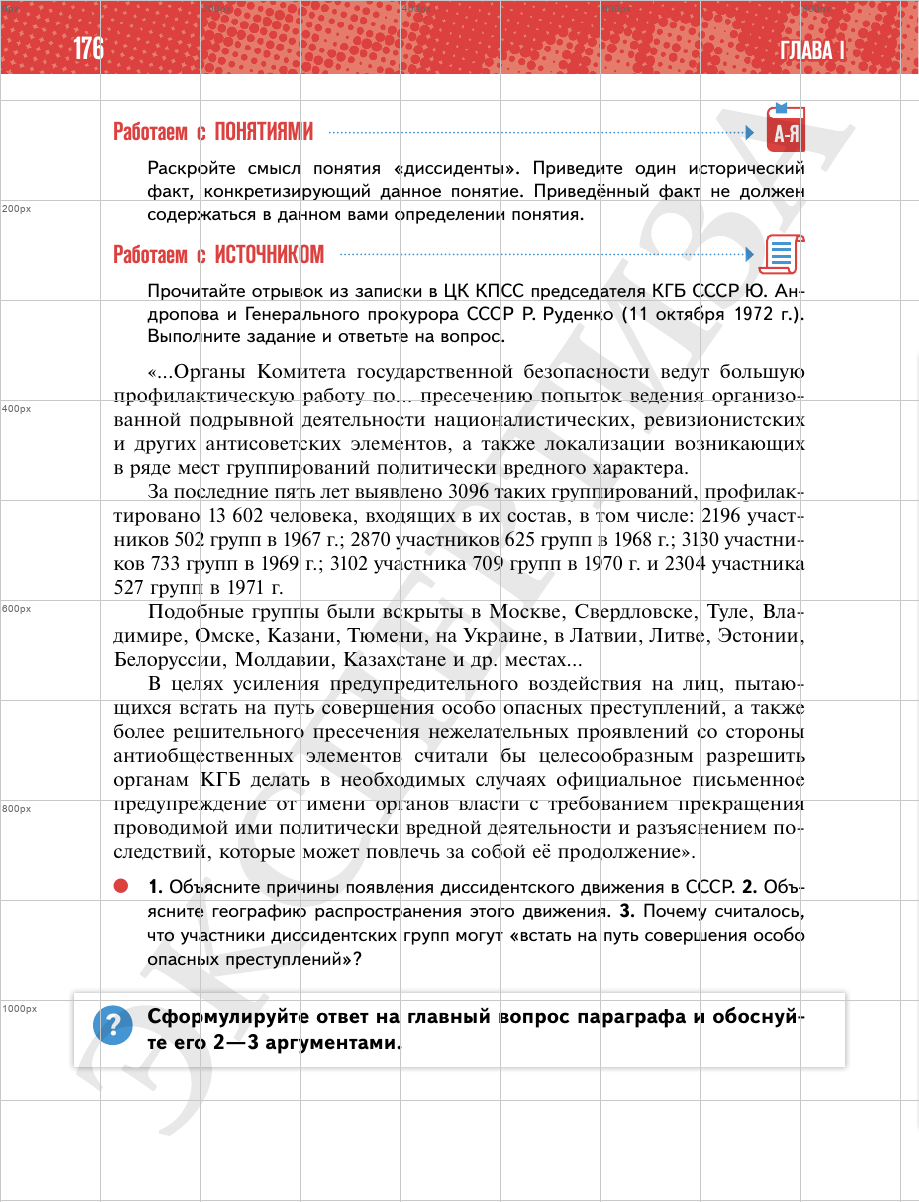 176
ГЛАВА I
Работаем с ПОНЯТИЯМИ
А-Я
Раскройте смысл понятия «диссиденты». Приведите один исторический
факт, конкретизирующий данное понятие. Приведённый факт не должен
содержаться в данном вами определении понятия.
200px
Работаем с ИСТОЧНИКОМ
Прочитайте отрывок из записки в ЦК КПСС председателя КГБ СССР Ю. Ан-
дропова и Генерального прокурора СССР Р. Руденко (11 октября 1972 г.).
Выполните задание и ответьте на вопрос.
«...Органы Комитета государственной безопасности ведут большую
профилактическую работу по... пресечению попыток ведения организо-
400px
ванной подрывной деятельности националистических, ревизионистских
и других антисоветских элементов, а также локализации возникающих
в ряде мест группирований политически вредного характера.
За последние пять лет выявлено 3096 таких группирований, профилак-
тировано 13 602 человека, входящих в их состав, в том числе: 2196 участ-
ников 502 групп в 1967 г.; 2870 участников 625 групп в 1968 г.; 3130 участни-
ков 733 групп в 1969 г.; 3102 участника 709 групп в 1970 г. и 2304 участника
527 групп в 1971 г.
600px
Подобные группы были вскрыты в Москве, Свердловске, Туле, Вла-
димире, Омске, Казани, Тюмени, на Украине, в Латвии, Литве, Эстонии,
Белоруссии, Молдавии, Казахстане и др. местах...
В целях усиления предупредительного воздействия на лиц, пытаю-
щихся встать на путь совершения особо опасных преступлений, а также
более решительного пресечения нежелательных проявлений со стороны
антиобщественных элементов считали бы целесообразным разрешить
органам КГБ делать в необходимых случаях официальное письменное
предупреждение от имени органов власти с требованием прекращения
800px
проводимой ими политически вредной деятельности и разъяснением по-
следствий, которые может повлечь за собой её продолжение».
1. Объясните причины появления диссидентского движения в СССР. 2. Объ-
ясните географию распространения этого движения. 3. Почему считалось,
что участники диссидентских групп могут «встать на путь совершения особо
опасных преступлений»?
1000px
? Сформулируйте ответ на главный вопрос параграфа и обоснуй-
те его 2—3 аргументами.
ЭКСПЕРТИЗА